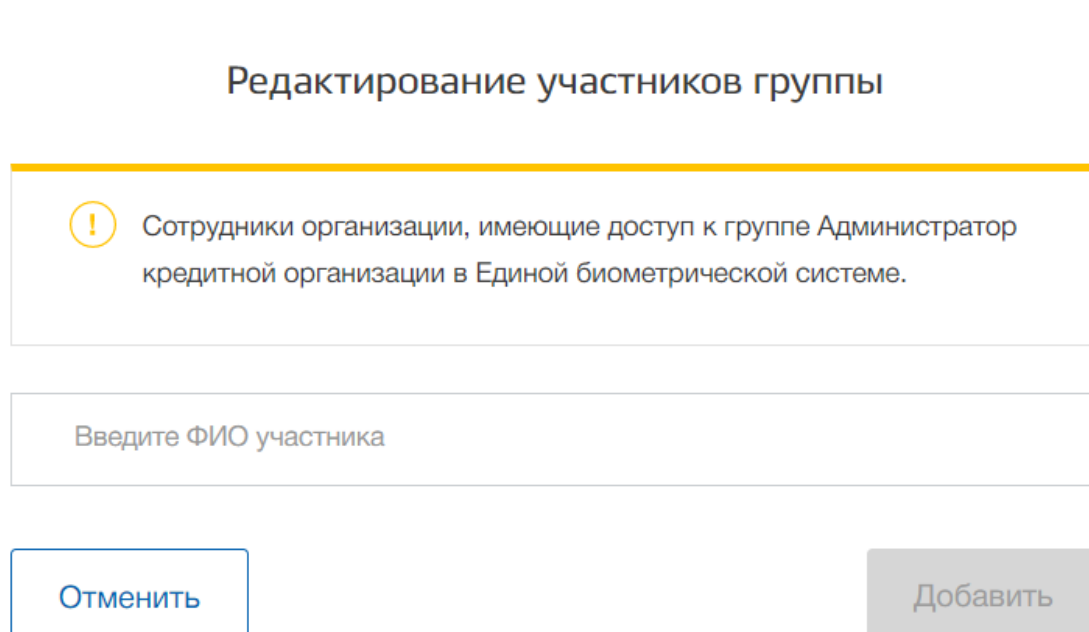 Редактирование участников группы
!
Сотрудники организации, имеющие доступ к группе Администратор
кредитной организации в Единой биометрической системе.
Введите ФИО участника
Отменить
Добавить